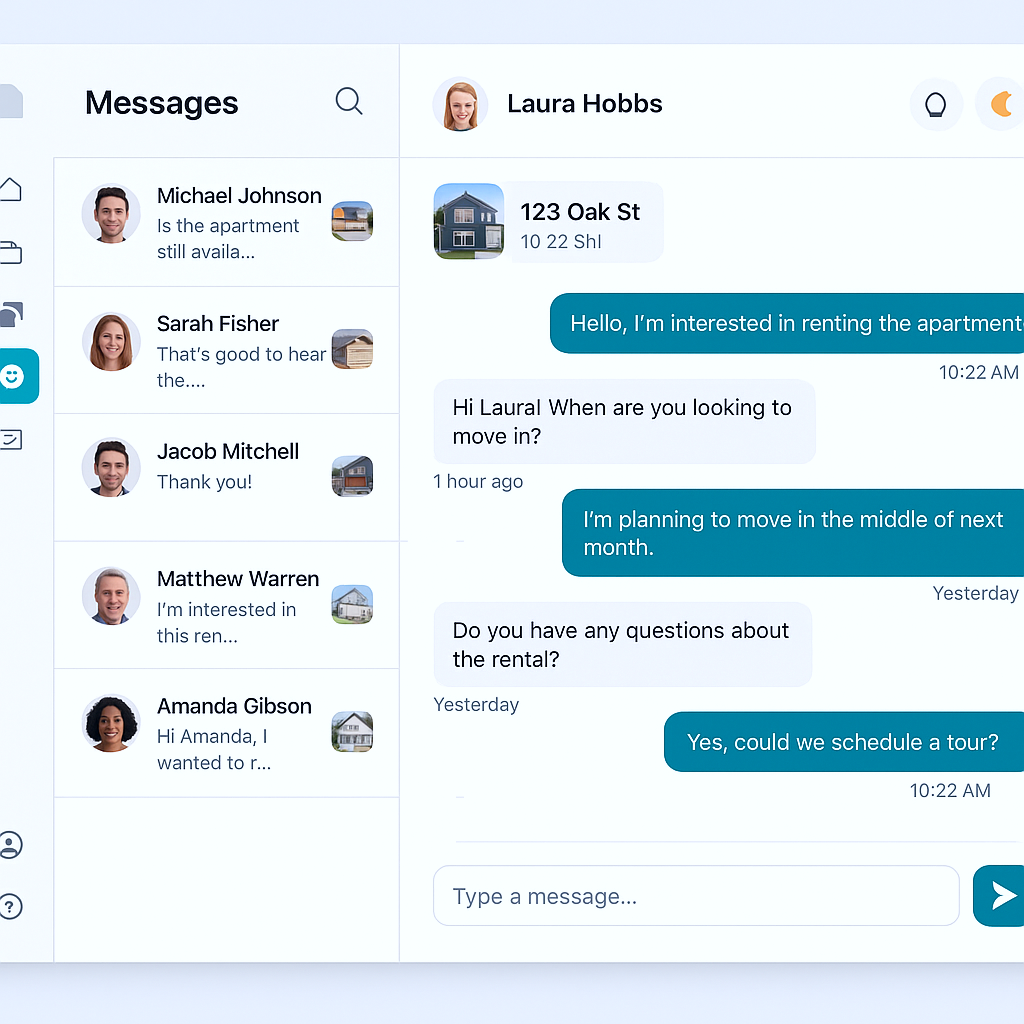 Messages
Michael Johnson
Is the apartment
still availa...
Sarah Fisher
That's good to hear
the....
Jacob Mitchell
Thank you!
Matthew Warren
I'm interested in
this ren...
Amanda Gibson
Hi Amanda, I
wanted to r...
Laura Hobbs
123 Oak St
10 22 Shl
Hello, I'm interested in renting the apartment
10:22 AM
Hi Laura! When are you looking to
move in?
1 hour ago
I'm planning to move in the middle of next
month.
Yesterday
Do you have any questions about
the rental?
Yesterday
Yes, could we schedule a tour?
10:22 AM
Type a message...